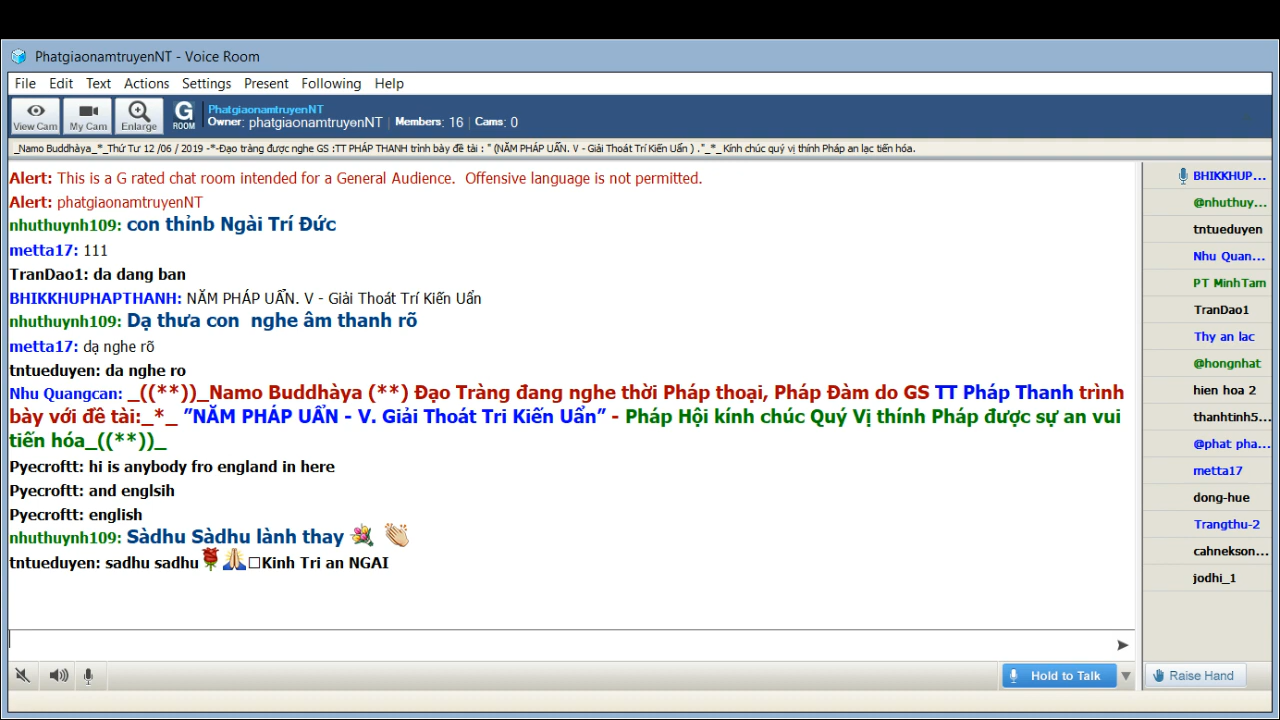 PhatgiaonamtruyenNT - Voice Room
File Edit Text Actions Settings Present Following Help
View Cam My Cam Enlarge G ROOM
PhatgiaonamtruyenNT
Owner: phatgiaonamtruyenNT | Members: 16 | Cams: 0
_Namo Buddhàya_*_Thứ Tư 12 /06 / 2019 -*-Đạo tràng được nghe GS :TT PHÁP THANH trình bày đề tài : " (NĂM PHÁP UẨN. V - Giải Thoát Trí Kiến Uẩn ) ."_*_ Kính chúc quý vị thính Pháp an lạc tiến hóa.
Alert: This is a G rated chat room intended for a General Audience. Offensive language is not permitted.
Alert: phatgiaonamtruyenNT
nhuthuynh109: con thỉnb Ngài Trí Đức
metta17: 111
TranDao1: da dang ban
BHIKKHUPHAPTHANH: NĂM PHÁP UẨN. V - Giải Thoát Trí Kiến Uẩn
nhuthuynh109: Dạ thưa con nghe âm thanh rõ
metta17: dạ nghe rõ
tntueduyen: da nghe ro
Nhu Quangcan: _((**))_Namo Buddhàya (**) Đạo Tràng đang nghe thời Pháp thoại, Pháp Đàm do GS TT Pháp Thanh trình
bày với đề tài:_*_ ”NĂM PHÁP UẨN - V. Giải Thoát Tri Kiến Uẩn” - Pháp Hội kính chúc Quý Vị thính Pháp được sự an vui
tiến hóa_((**))_
Pyecroftt: hi is anybody fro england in here
Pyecroftt: and englsih
Pyecroftt: english
nhuthuynh109: Sàdhu Sàdhu lành thay 💐 👏
tntueduyen: sadhu sadhu🌹🙏□Kinh Tri an NGAI
BHIKKHUP...
@nhuthuy...
tntueduyen
Nhu Quan...
PT MinhTam
TranDao1
Thy an lac
@hongnhat
hien hoa 2
thanhtinh5...
@phat pha...
metta17
dong-hue
Trangthu-2
cahnekson...
jodhi_1
Hold to Talk
Raise Hand